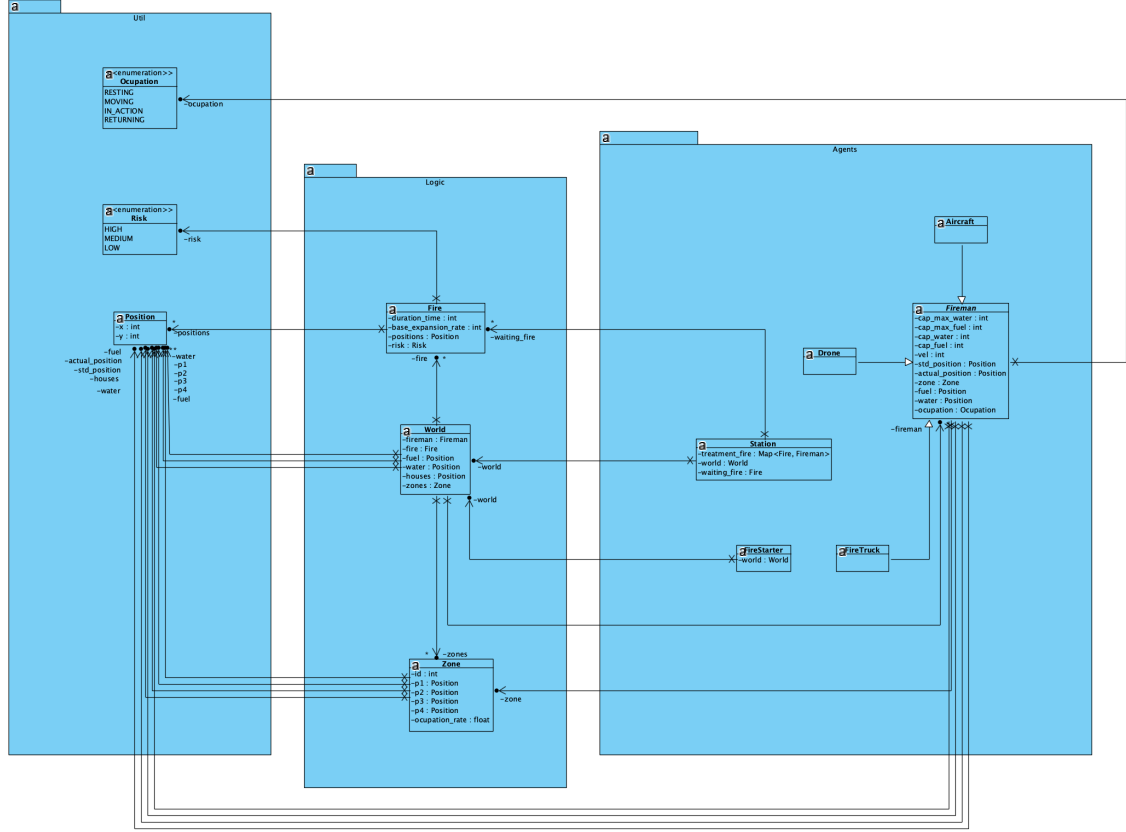 a
Util
a
<enumeration>>
Ocupation
RESTING
MOVING
IN_ACTION
RETURNING
-ocupation
a
<enumeration>>
Risk
HIGH
MEDIUM
LOW
-risk
a
Position
-x : int
-y : int
*
-positions
-fuel
-actual_position
-std_position
-houses
-water
-water
-p1
-p2
-p3
-p4
-fuel
a
Logic
a
Fire
-duration_time : int
-base_expansion_rate : int
-positions : Position
-risk : Risk
*
-waiting_fire
-fire
*
a
World
-fireman : Fireman
-fire : Fire
-fuel : Position
-water : Position
-houses : Position
-zones : Zone
-world
-world
*
-zones
a
Zone
-id : int
-p1 : Position
-p2 : Position
-p3 : Position
-p4 : Position
-ocupation_rate : float
-zone
a
Agents
a
Aircraft
a
Fireman
-cap_max_water : int
-cap_max_fuel : int
-cap_water : int
-cap_fuel : int
-vel : int
-std_position : Position
-actual_position : Position
-zone : Zone
-fuel : Position
-water : Position
-ocupation : Ocupation
a
Drone
-fireman
a
Station
-treatment_fire : Map<Fire, Fireman>
-world : World
-waiting_fire : Fire
a
FireStarter
-world : World
a
FireTruck